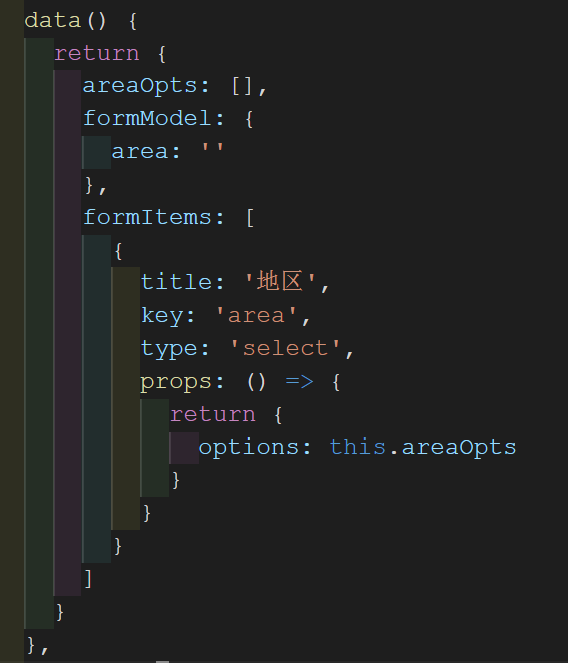 data() {
return {
areaOpts: [],
formModel: {
area: ''
},
formItems: [
{
title: '地区',
key: 'area',
type: 'select',
props: () => {
return {
options: this.areaOpts
}
}
}
]
}
},